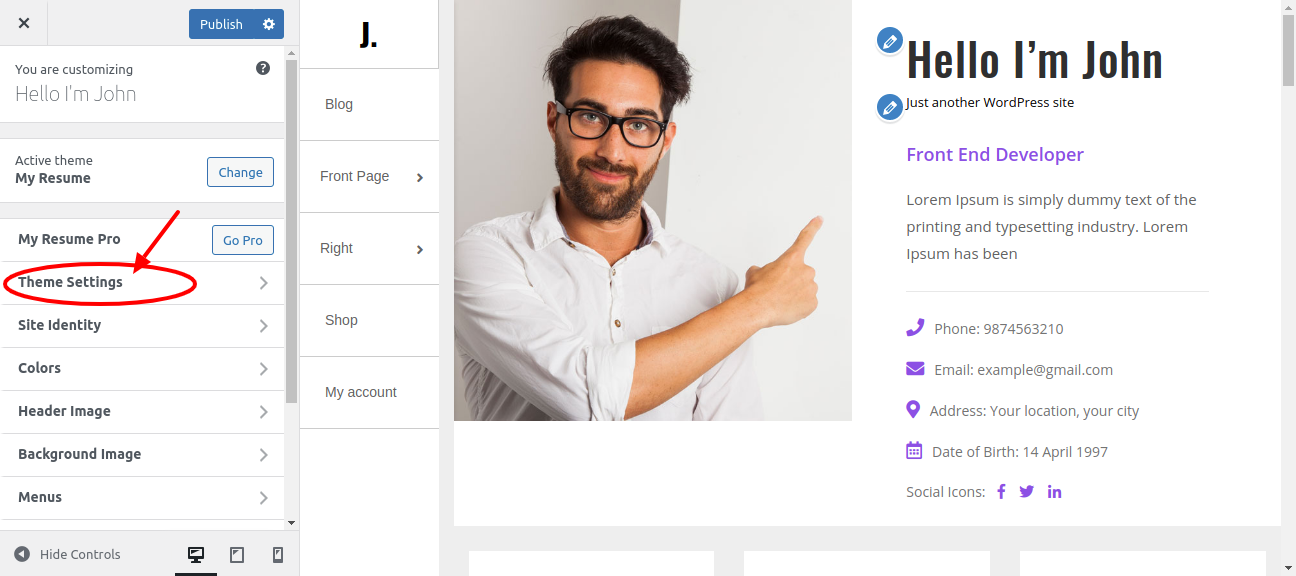 Publish
You are customizing
Hello I'm John
Active theme
My Resume
Change
My Resume Pro
Go Pro
Theme Settings
Site Identity
Colors
Header Image
Background Image
Menus
Hide Controls
J.
Blog
Front Page
Right
Shop
My account
Hello I'm John
Just another WordPress site
Front End Developer
Lorem Ipsum is simply dummy text of the
printing and typesetting industry. Lorem
Ipsum has been
Phone: 9874563210
Email: example@gmail.com
Address: Your location, your city
Date of Birth: 14 April 1997
Social Icons: